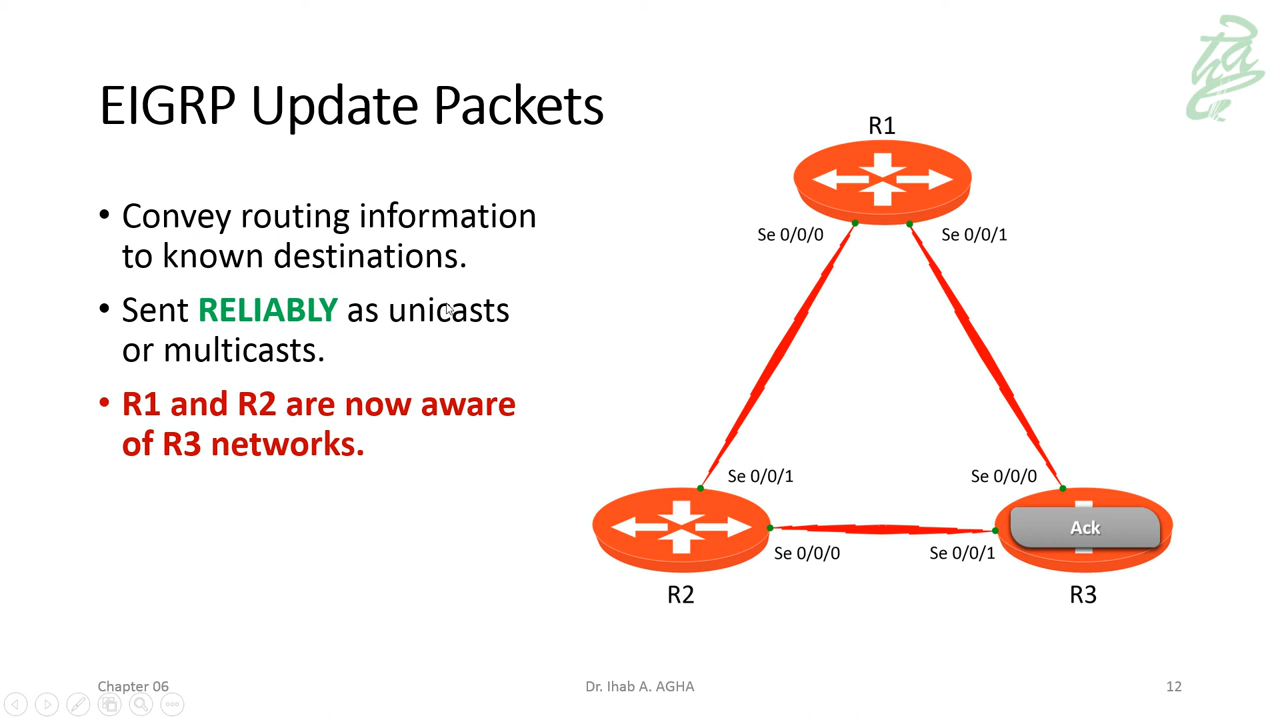 EIGRP Update Packets
• Convey routing information
to known destinations.
• Sent RELIABLY as unicasts
or multicasts.
• R1 and R2 are now aware
of R3 networks.
R1
Se 0/0/0
Se 0/0/1
Se 0/0/1
Se 0/0/0
Ack
Se 0/0/0
Se 0/0/1
R2
R3
Chapter 06
Dr. Ihab A. AGHA
12